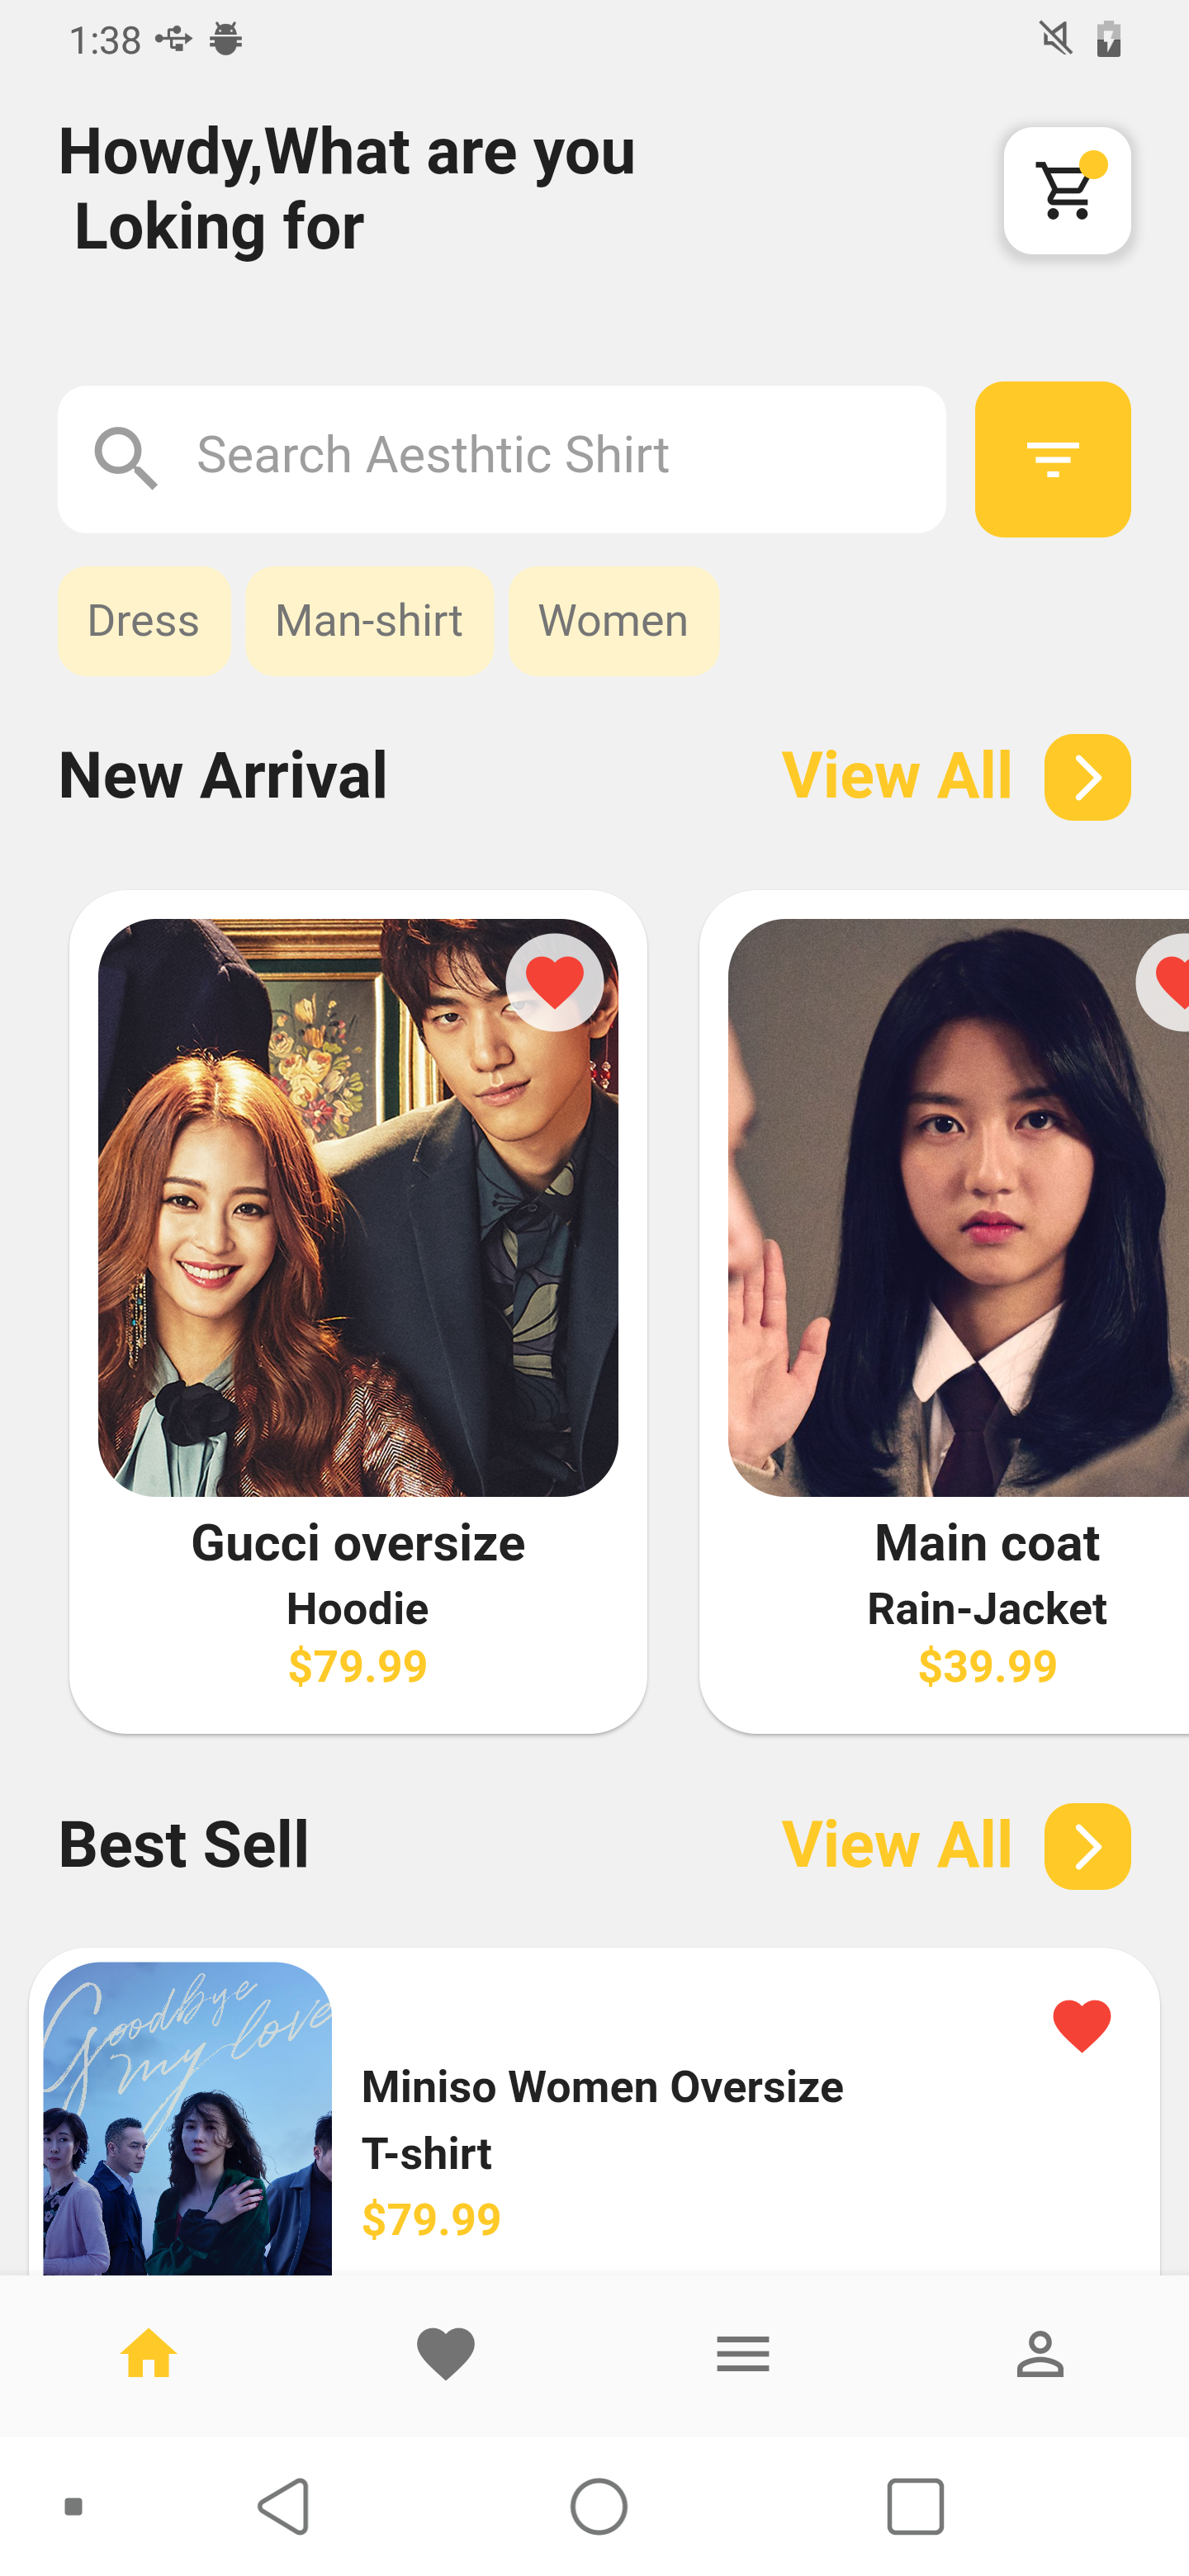 1:38
Howdy,What are you
Loking for
Search Aesthtic Shirt
Dress Man-shirt Women
New Arrival View All
Gucci oversize
Hoodie
$79.99
Main coat
Rain-Jacket
$39.99
Best Sell View All
Goodbye
my love
Miniso Women Oversize
T-shirt
$79.99